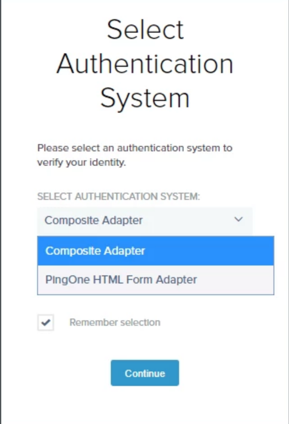 Select
Authentication
System
Please select an authentication system to
verify your identity.
SELECT AUTHENTICATION SYSTEM:
Composite Adapter
Composite Adapter
PingOne HTML Form Adapter
Remember selection
Continue